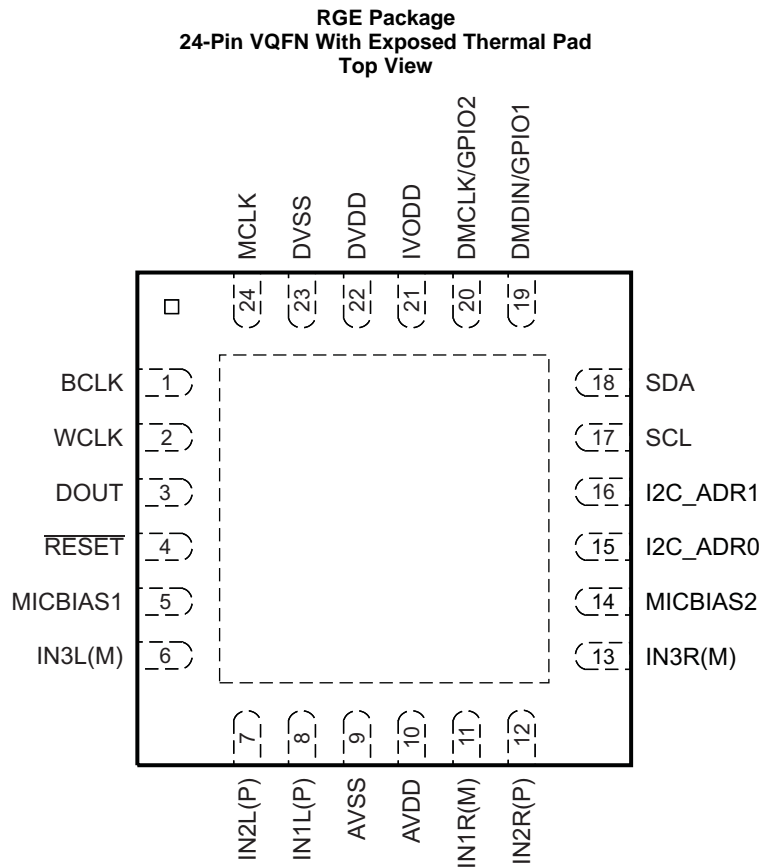 RGE Package
24-Pin VQFN With Exposed Thermal Pad
Top View
MCLK
DVSS
DVDD
IVODD
DMCLK/GPIO2
DMDIN/GPIO1
24
23
22
21
20
19
BCLK 1
WCLK 2
DOUT 3
RESET 4
MICBIAS1 5
IN3L(M) 6
18 SDA
17 SCL
16 I2C_ADR1
15 I2C_ADR0
14 MICBIAS2
13 IN3R(M)
7
8
9
10
11
12
IN2L(P)
IN1L(P)
AVSS
AVDD
IN1R(M)
IN2R(P)